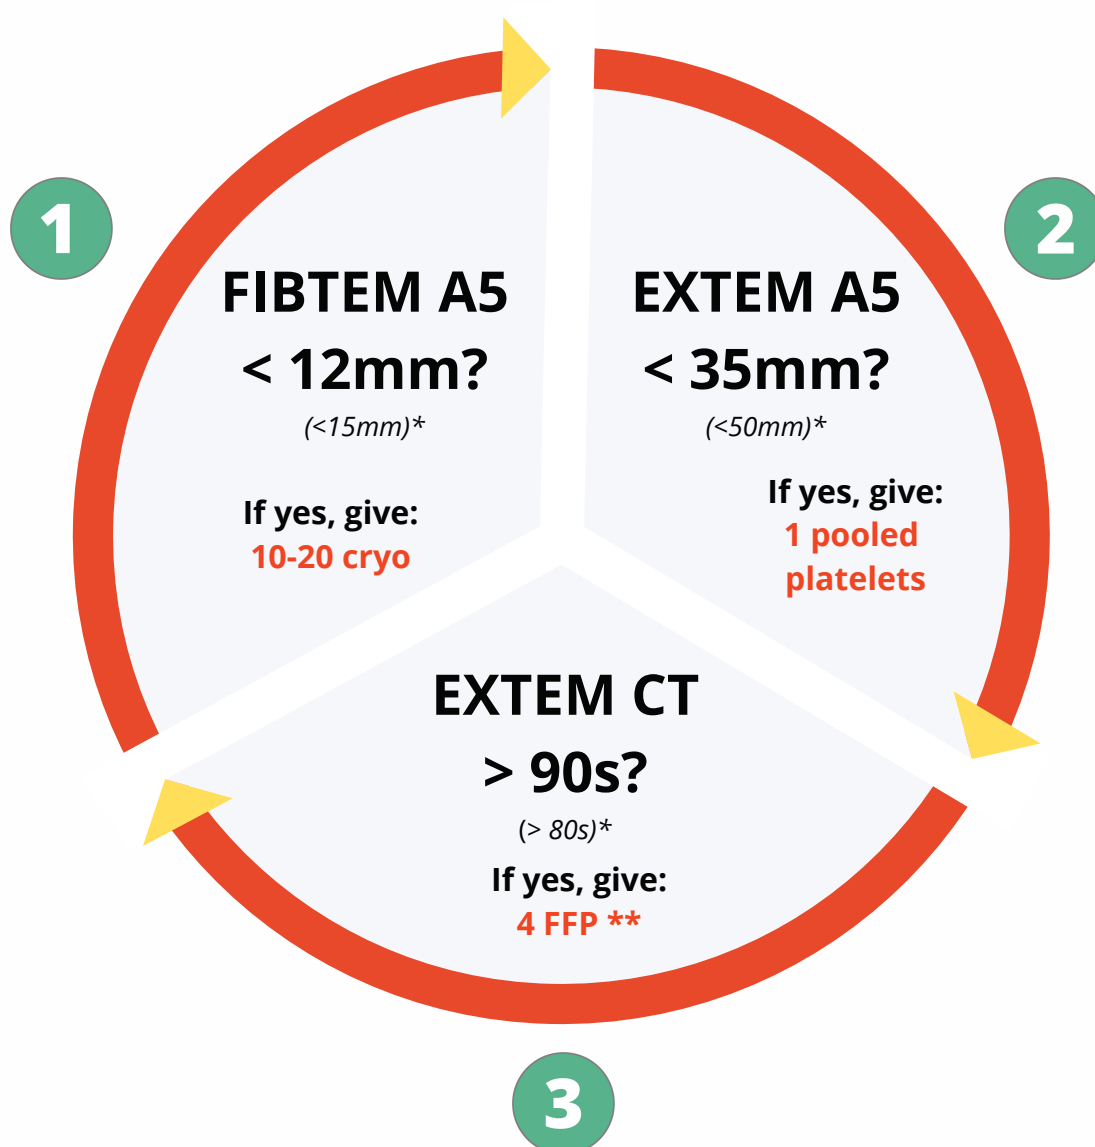 1
FIBTEM A5
< 12mm?
(<15mm)*
If yes, give:
10-20 cryo
2
EXTEM A5
< 35mm?
(<50mm)*
If yes, give:
1 pooled
platelets
EXTEM CT
> 90s?
(> 80s)*
If yes, give:
4 FFP **
3